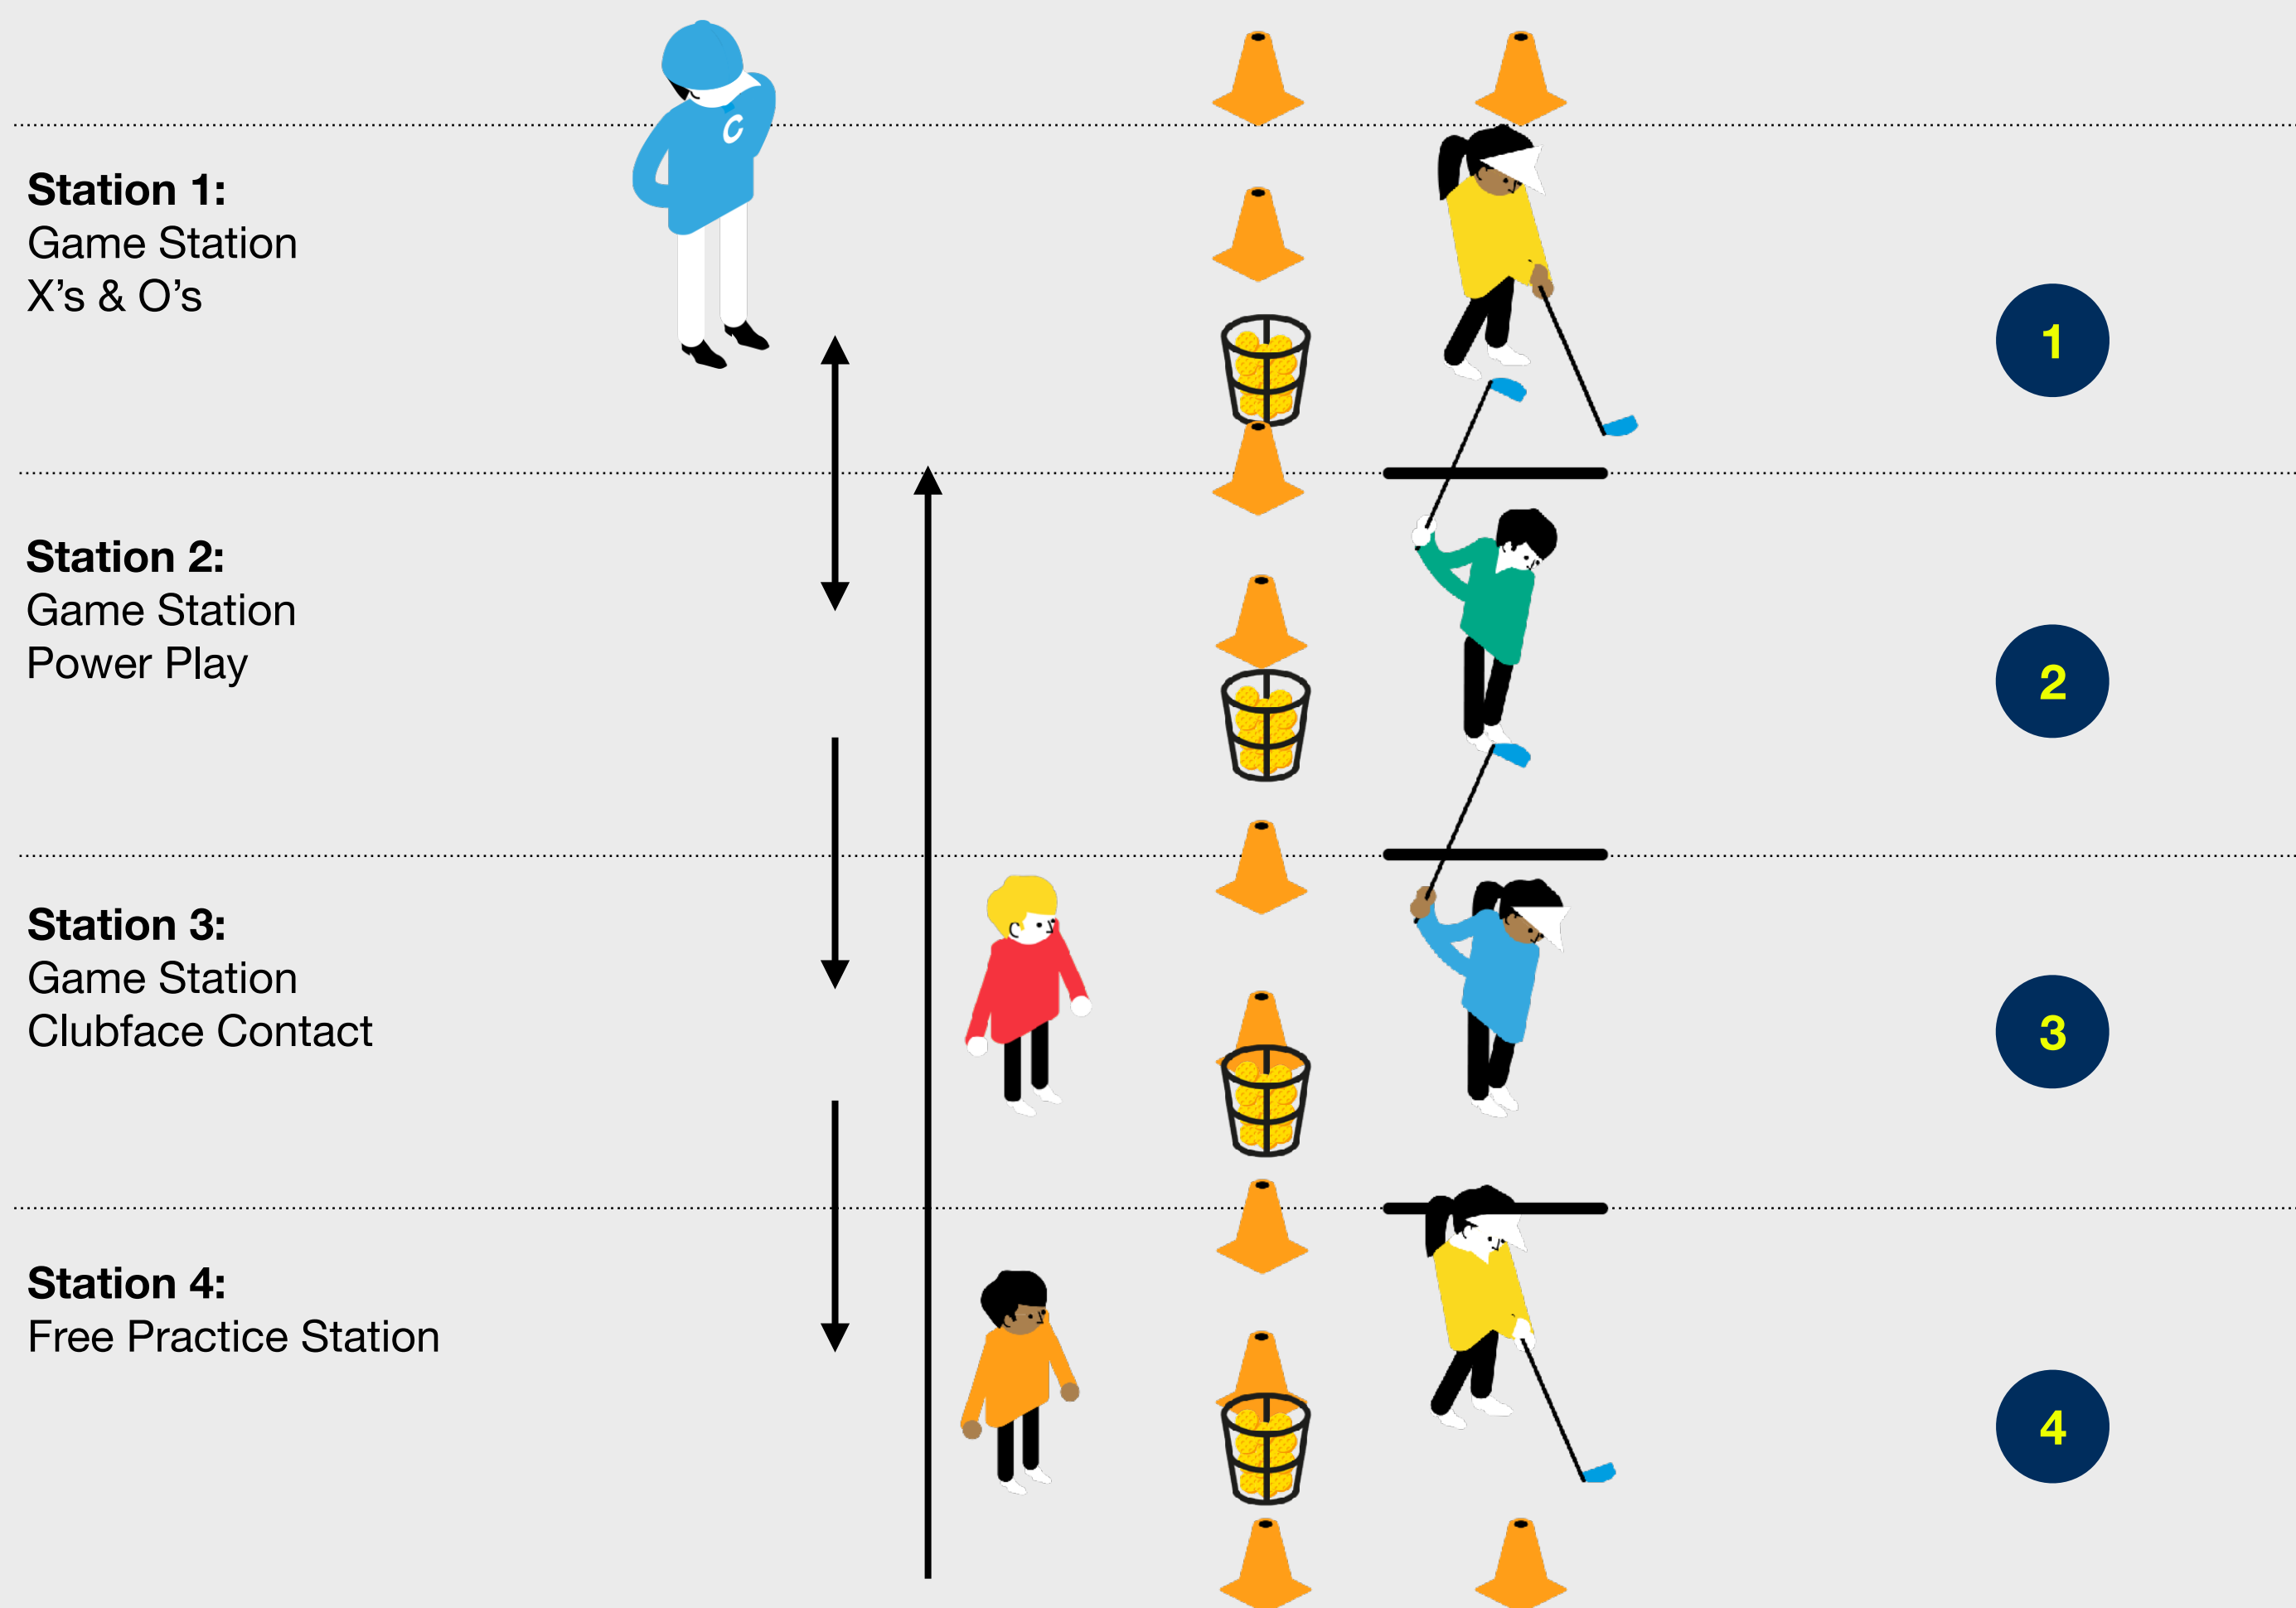 C
Station 1:
Game Station
X’s & O’s
1
Station 2:
Game Station
Power Play
2
Station 3:
Game Station
Clubface Contact
3
Station 4:
Free Practice Station
4